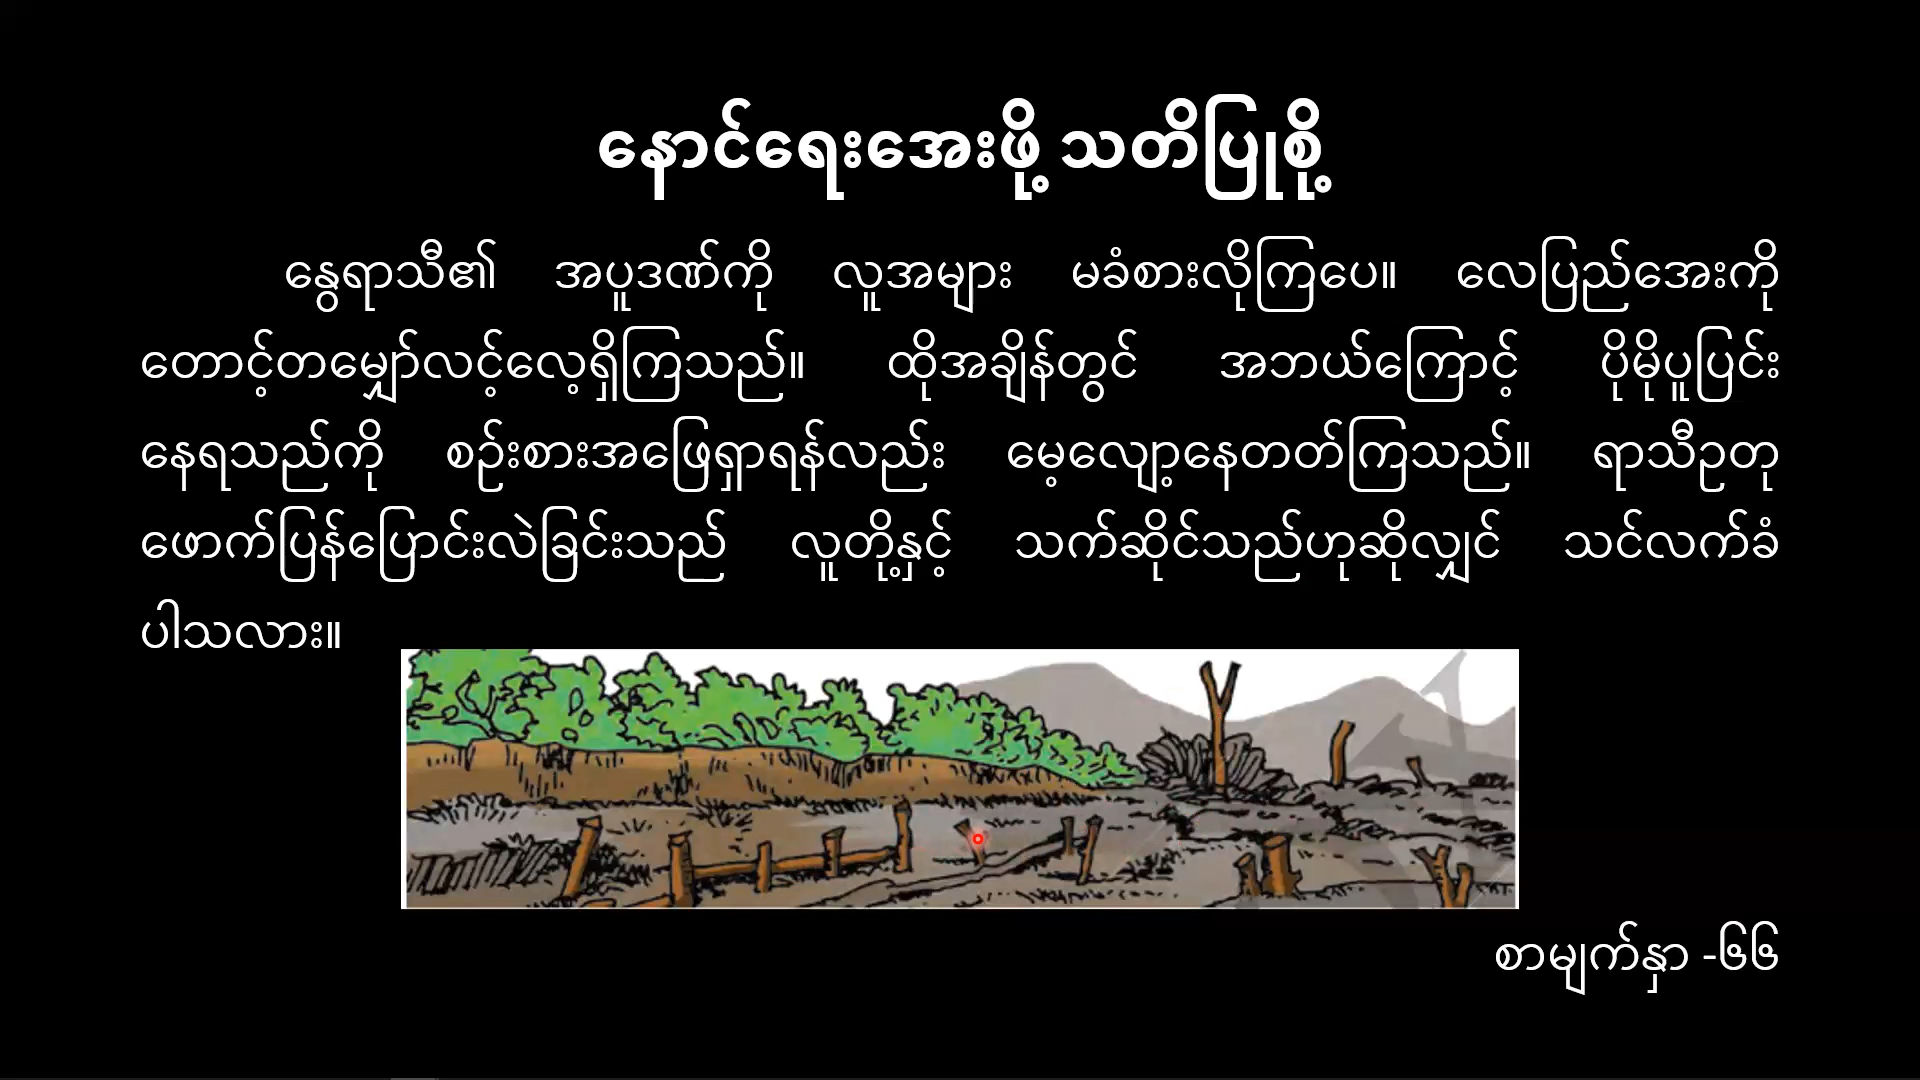 နောင်ရေးအေးဖို့ သတိပြုစို့
နွေရာသီ၏ အပူဒဏ်ကို လူအများ မခံစားလိုကြပေ။ လေပြည်အေးကို
တောင့်တမျှော်လင့်လေ့ရှိကြသည်။ ထိုအချိန်တွင် အဘယ်ကြောင့် ပိုမိုပူပြင်း
နေရသည်ကို စဉ်းစားအဖြေရှာရန်လည်း မေ့လျော့နေတတ်ကြသည်။ ရာသီဥတု
ဖောက်ပြန်ပြောင်းလဲခြင်းသည် လူတို့နှင့် သက်ဆိုင်သည်ဟုဆိုလျှင် သင်လက်ခံ
ပါသလား။
စာမျက်နှာ -၆၆